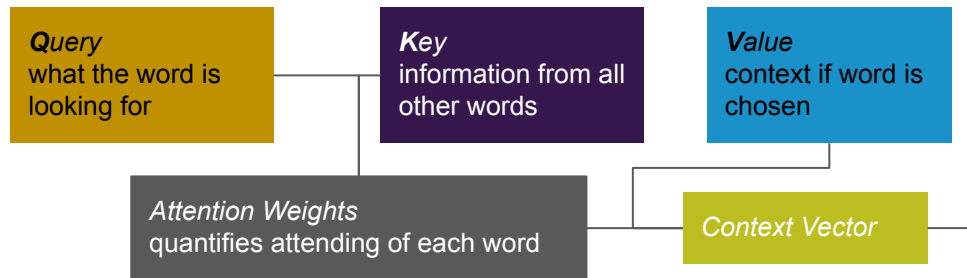 Query
what the word is
looking for
Key
information from all
other words
Value
context if word is
chosen
Attention Weights
quantifies attending of each word
Context Vector